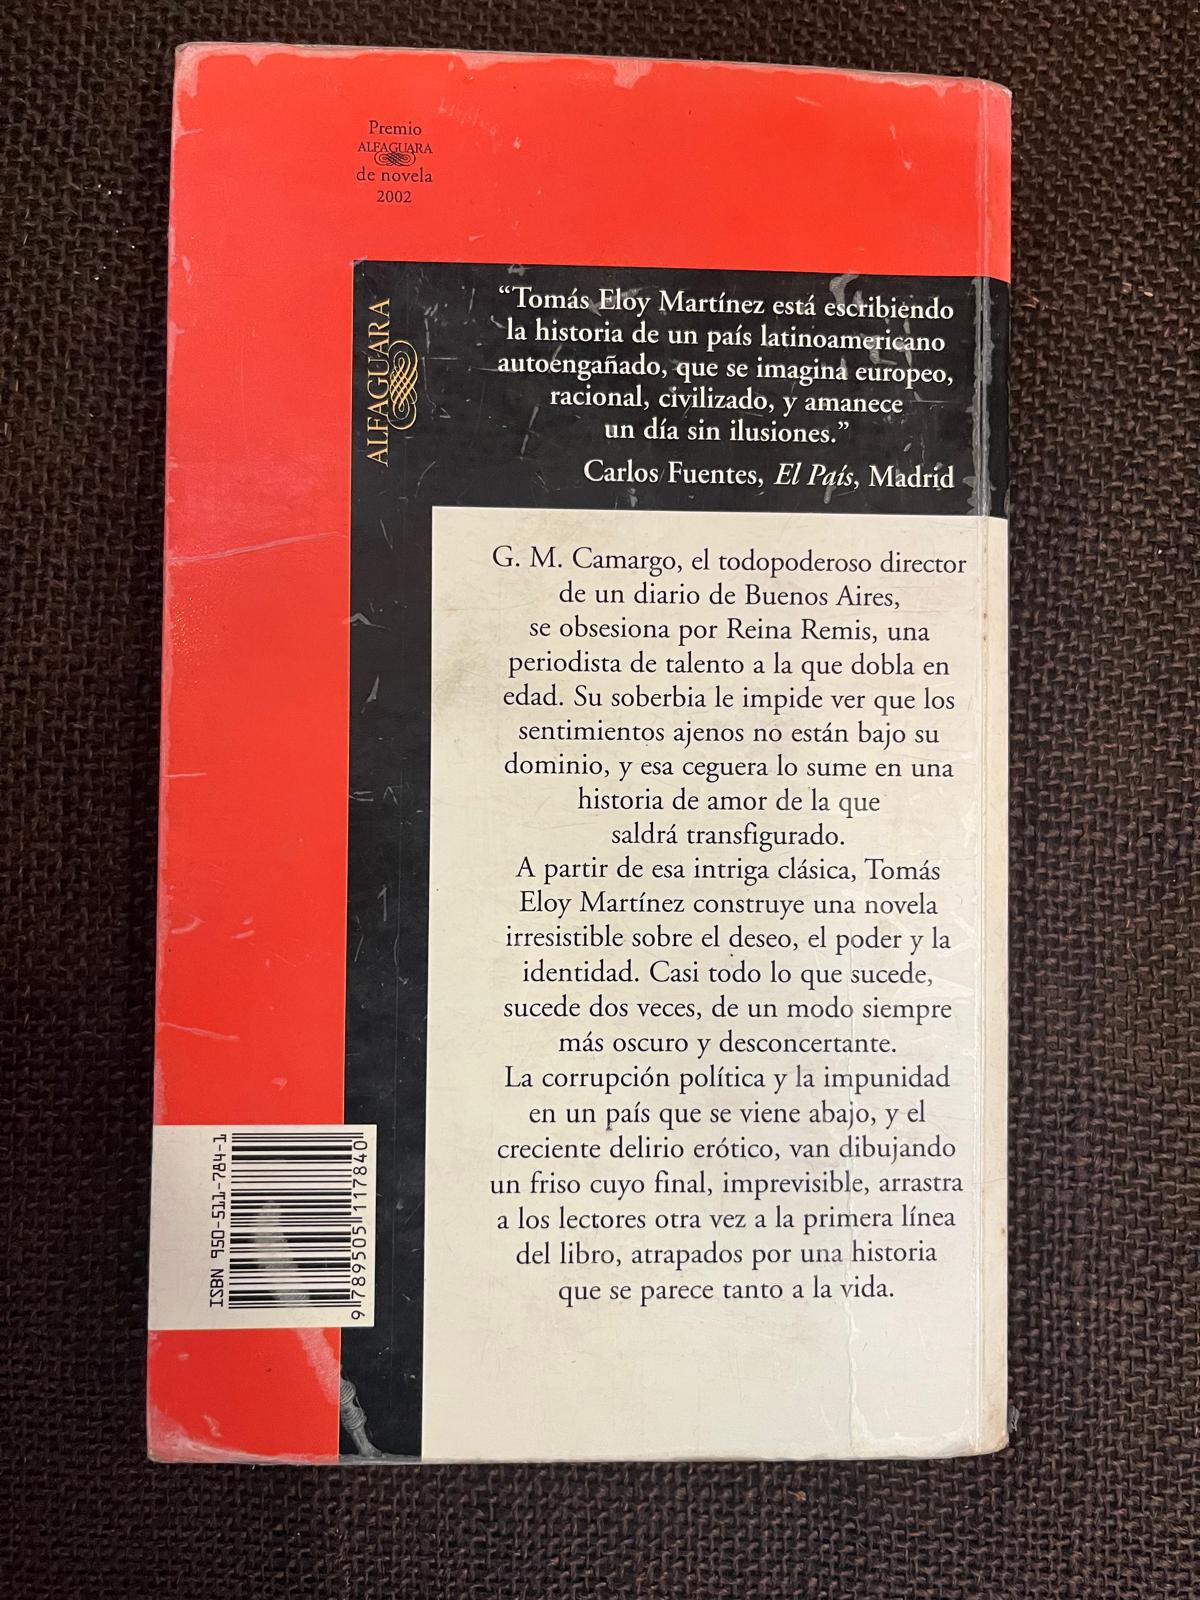 Premio
ALFAGUARA
de novela
2002
ALFAGUARA
“Tomás Eloy Martínez está escribiendo
la historia de un país latinoamericano
autoengañado, que se imagina europeo,
racional, civilizado, y amanece
un día sin ilusiones.”
Carlos Fuentes, El País, Madrid
G. M. Camargo, el todopoderoso director
de un diario de Buenos Aires,
se obsesiona por Reina Remis, una
periodista de talento a la que dobla en
edad. Su soberbia le impide ver que los
sentimientos ajenos no están bajo su
dominio, y esa ceguera lo sume en una
historia de amor de la que
saldrá transfigurado.
A partir de esa intriga clásica, Tomás
Eloy Martínez construye una novela
irresistible sobre el deseo, el poder y la
identidad. Casi todo lo que sucede,
sucede dos veces, de un modo siempre
más oscuro y desconcertante.
La corrupción política y la impunidad
en un país que se viene abajo, y el
creciente delirio erótico, van dibujando
un friso cuyo final, imprevisible, arrastra
a los lectores otra vez a la primera línea
del libro, atrapados por una historia
que se parece tanto a la vida.
ISBN 950-511-784-1
9 789505 117840